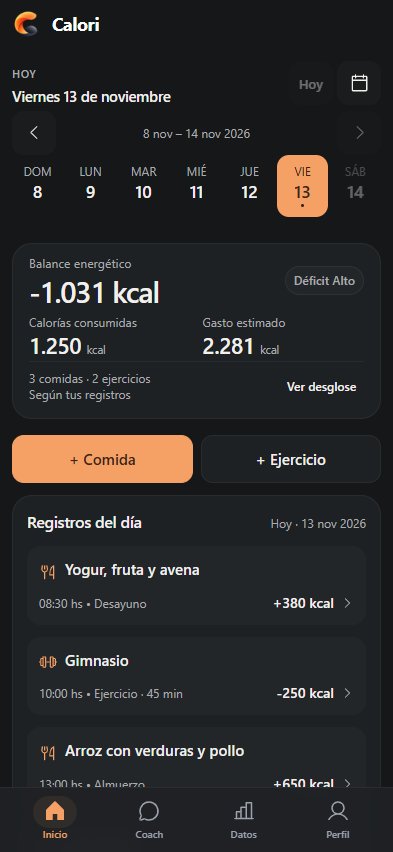 Calori
HOY
Viernes 13 de noviembre
Hoy
8 nov – 14 nov 2026
DOM LUN MAR MIÉ JUE VIE SÁB
8 9 10 11 12 13 14
Balance energético
-1.031 kcal
Déficit Alto
Calorías consumidas Gasto estimado
1.250 kcal 2.281 kcal
3 comidas · 2 ejercicios
Según tus registros
Ver desglose
+ Comida + Ejercicio
Registros del día Hoy · 13 nov 2026
Yogur, fruta y avena
08:30 hs • Desayuno +380 kcal
Gimnasio
10:00 hs • Ejercicio · 45 min -250 kcal
Arroz con verduras y pollo
13:00 hs • Almuerzo +650 kcal
Inicio Coach Datos Perfil